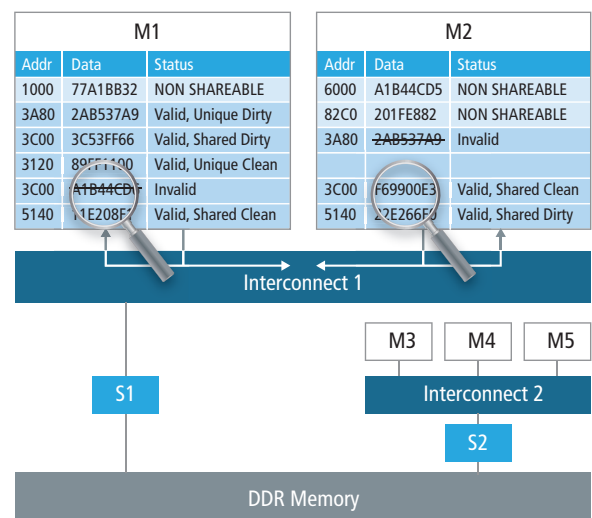 M1
Addr Data Status
1000 77A1BB32 NON SHAREABLE
3A80 2AB537A9 Valid, Unique Dirty
3C00 3C53FF66 Valid, Shared Dirty
3120 89FF1100 Valid, Unique Clean
3C00 Invalid
5140 Valid, Shared Clean
M2
Addr Data Status
6000 A1B44CD5 NON SHAREABLE
82C0 201FE882 NON SHAREABLE
3A80 2AB537A9 Invalid
3C00 F69900E3 Valid, Shared Clean
5140 Valid, Shared Dirty
Interconnect 1
M3 M4 M5
S1
Interconnect 2
S2
DDR Memory